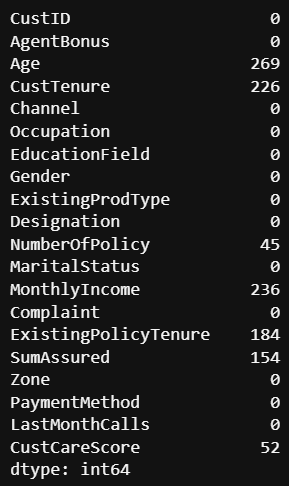 CustID 0
AgentBonus 0
Age 269
CustTenure 226
Channel 0
Occupation 0
EducationField 0
Gender 0
ExistingProdType 0
Designation 0
NumberOfPolicy 45
MaritalStatus 0
MonthlyIncome 236
Complaint 0
ExistingPolicyTenure 184
SumAssured 154
Zone 0
PaymentMethod 0
LastMonthCalls 0
CustCareScore 52
dtype: int64